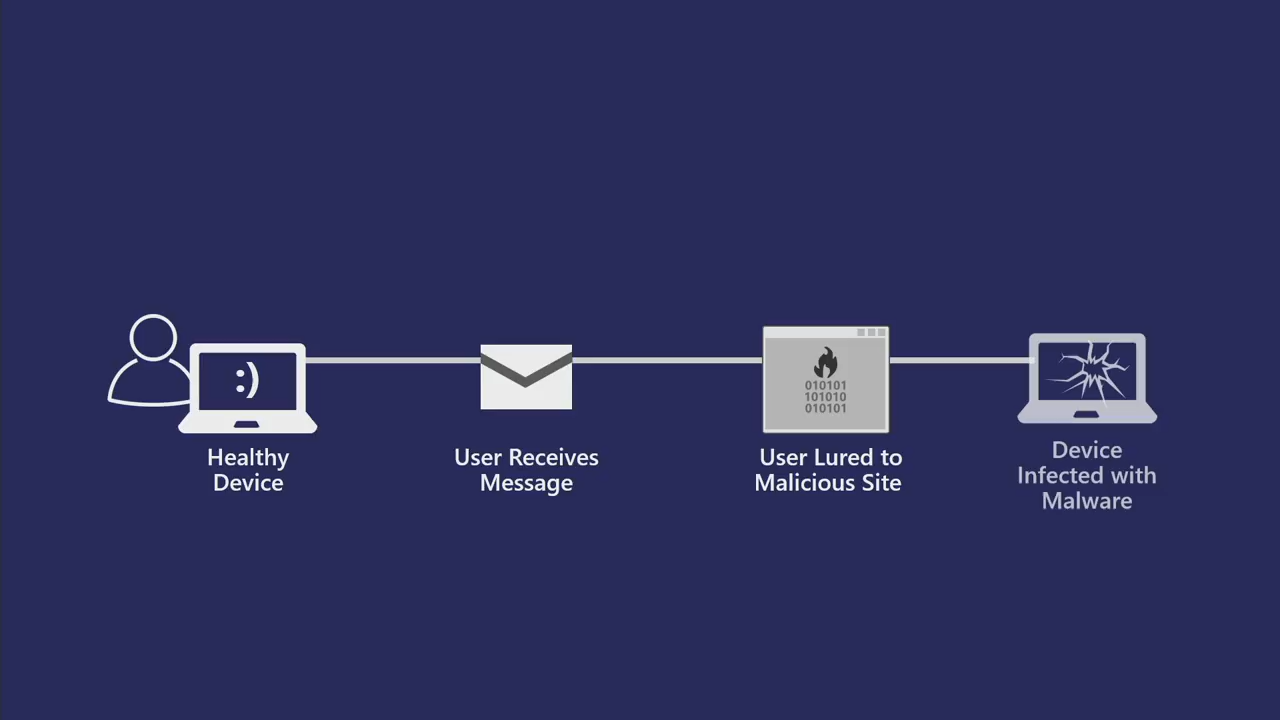 :)
Healthy
Device
User Receives
Message
010101
101010
010101
User Lured to
Malicious Site
Device
Infected with
Malware